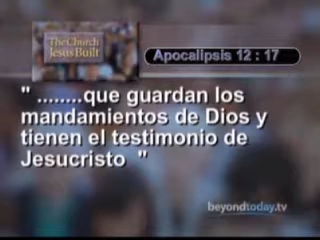 The Church
Jesus Built
Apocalipsis 12 : 17
" ........que guardan los
mandamientos de Dios y
tienen el testimonio de
Jesucristo "
beyondtoday.tv